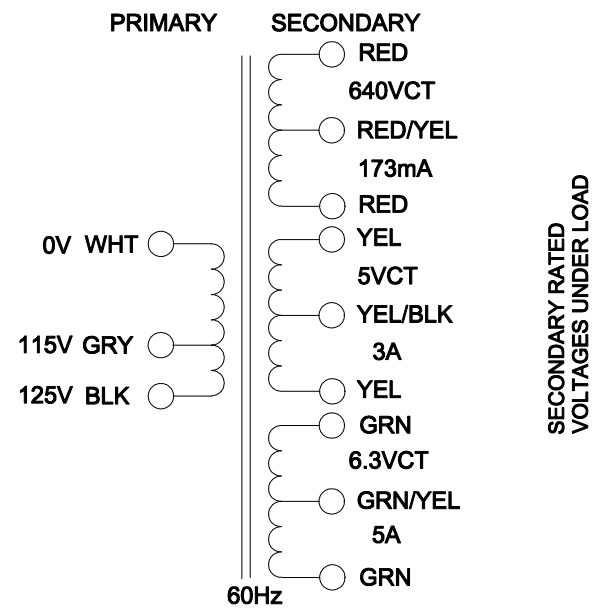 PRIMARY
SECONDARY
RED
640VCT
RED/YEL
173mA
RED
YEL
5VCT
YEL/BLK
3A
YEL
GRN
6.3VCT
GRN/YEL
5A
GRN
0V WHT
115V GRY
125V BLK
60Hz
SECONDARY RATED
VOLTAGES UNDER LOAD